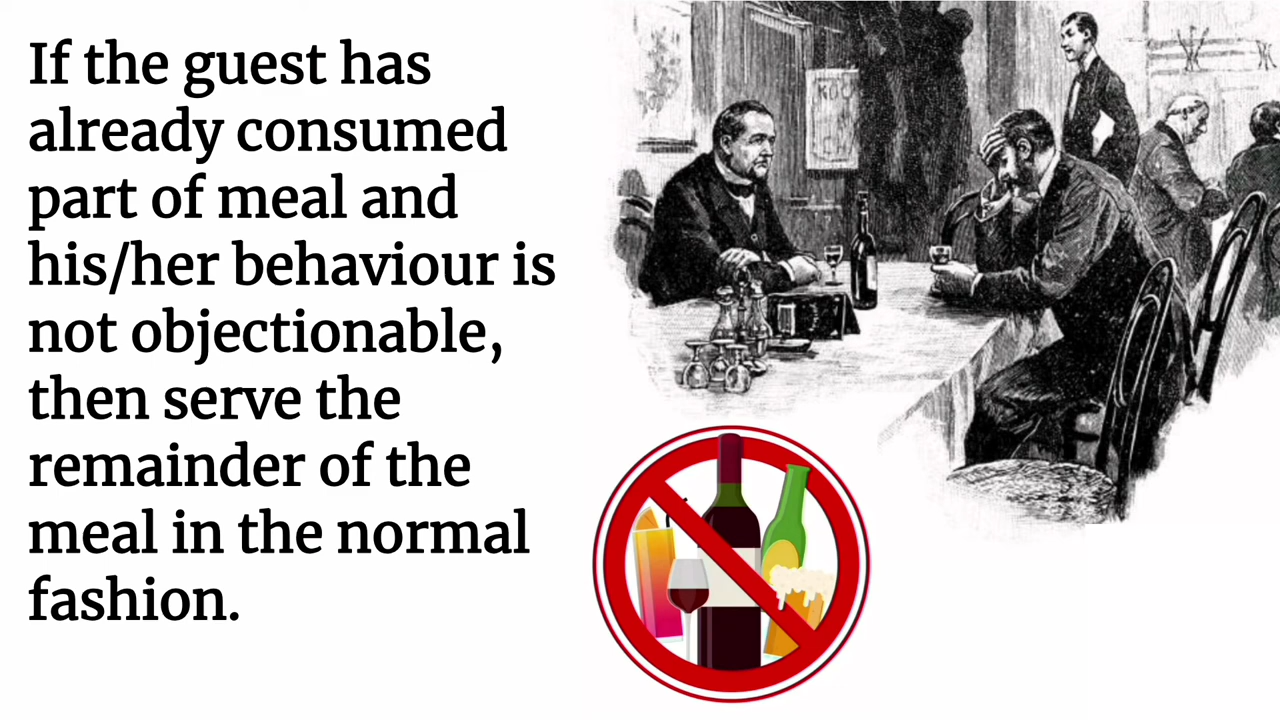 If the guest has
already consumed
part of meal and
his/her behaviour is
not objectionable,
then serve the
remainder of the
meal in the normal
fashion.